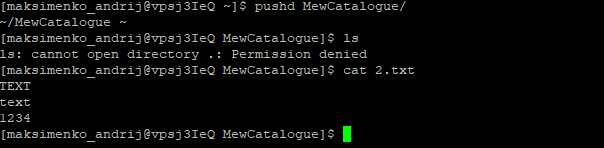 [maksimenko_andrij@vpsj3IeQ ~]$ pushd MewCatalogue/
~/MewCatalogue ~
[maksimenko_andrij@vpsj3IeQ MewCatalogue]$ ls
ls: cannot open directory .: Permission denied
[maksimenko_andrij@vpsj3IeQ MewCatalogue]$ cat 2.txt
TEXT
text
1234
[maksimenko_andrij@vpsj3IeQ MewCatalogue]$